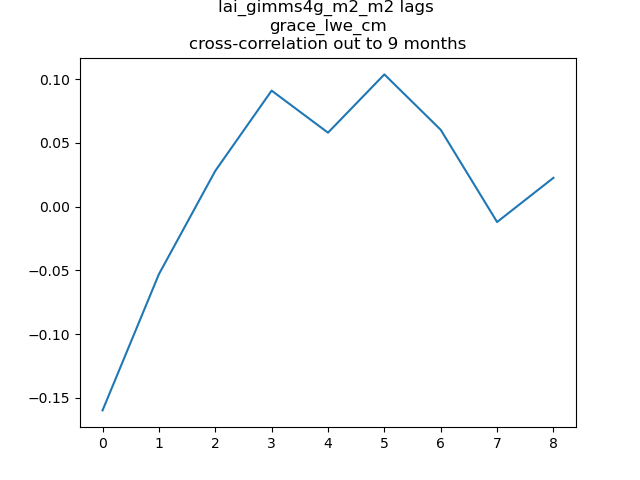 lai_gimms4g_m2_m2 lags
grace_lwe_cm
cross-correlation out to 9 months
0.10
0.05
0.00
−0.05
−0.10
−0.15
0 1 2 3 4 5 6 7 8